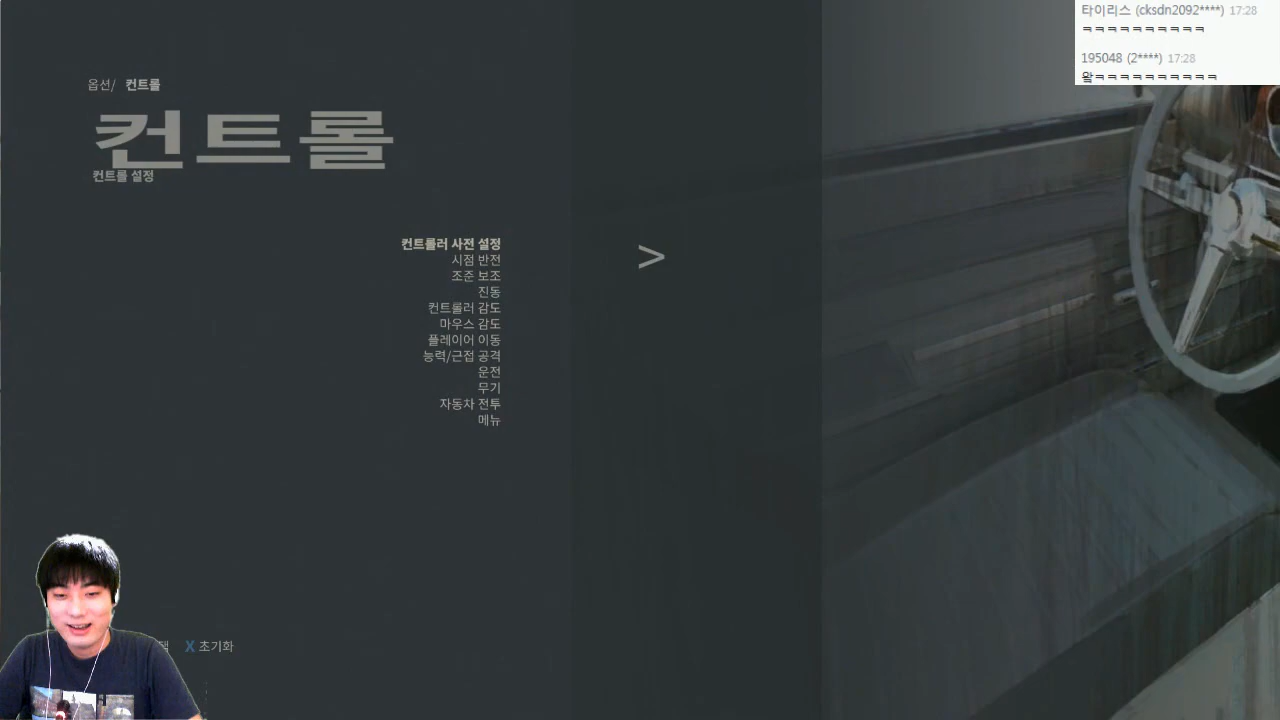 타이리스 (cksdn2092****) 17:28
ㅋㅋㅋㅋㅋㅋㅋㅋㅋㅋ
195048 (2****) 17:28
왘ㅋㅋㅋㅋㅋㅋㅋㅋㅋㅋ
옵션/ 컨트롤
컨트롤
컨트롤 설정
컨트롤러 사전 설정
>
시점 반전
조준 보조
진동
컨트롤러 감도
마우스 감도
플레이어 이동
능력/근접 공격
운전
무기
자동차 전투
메뉴
X 초기화